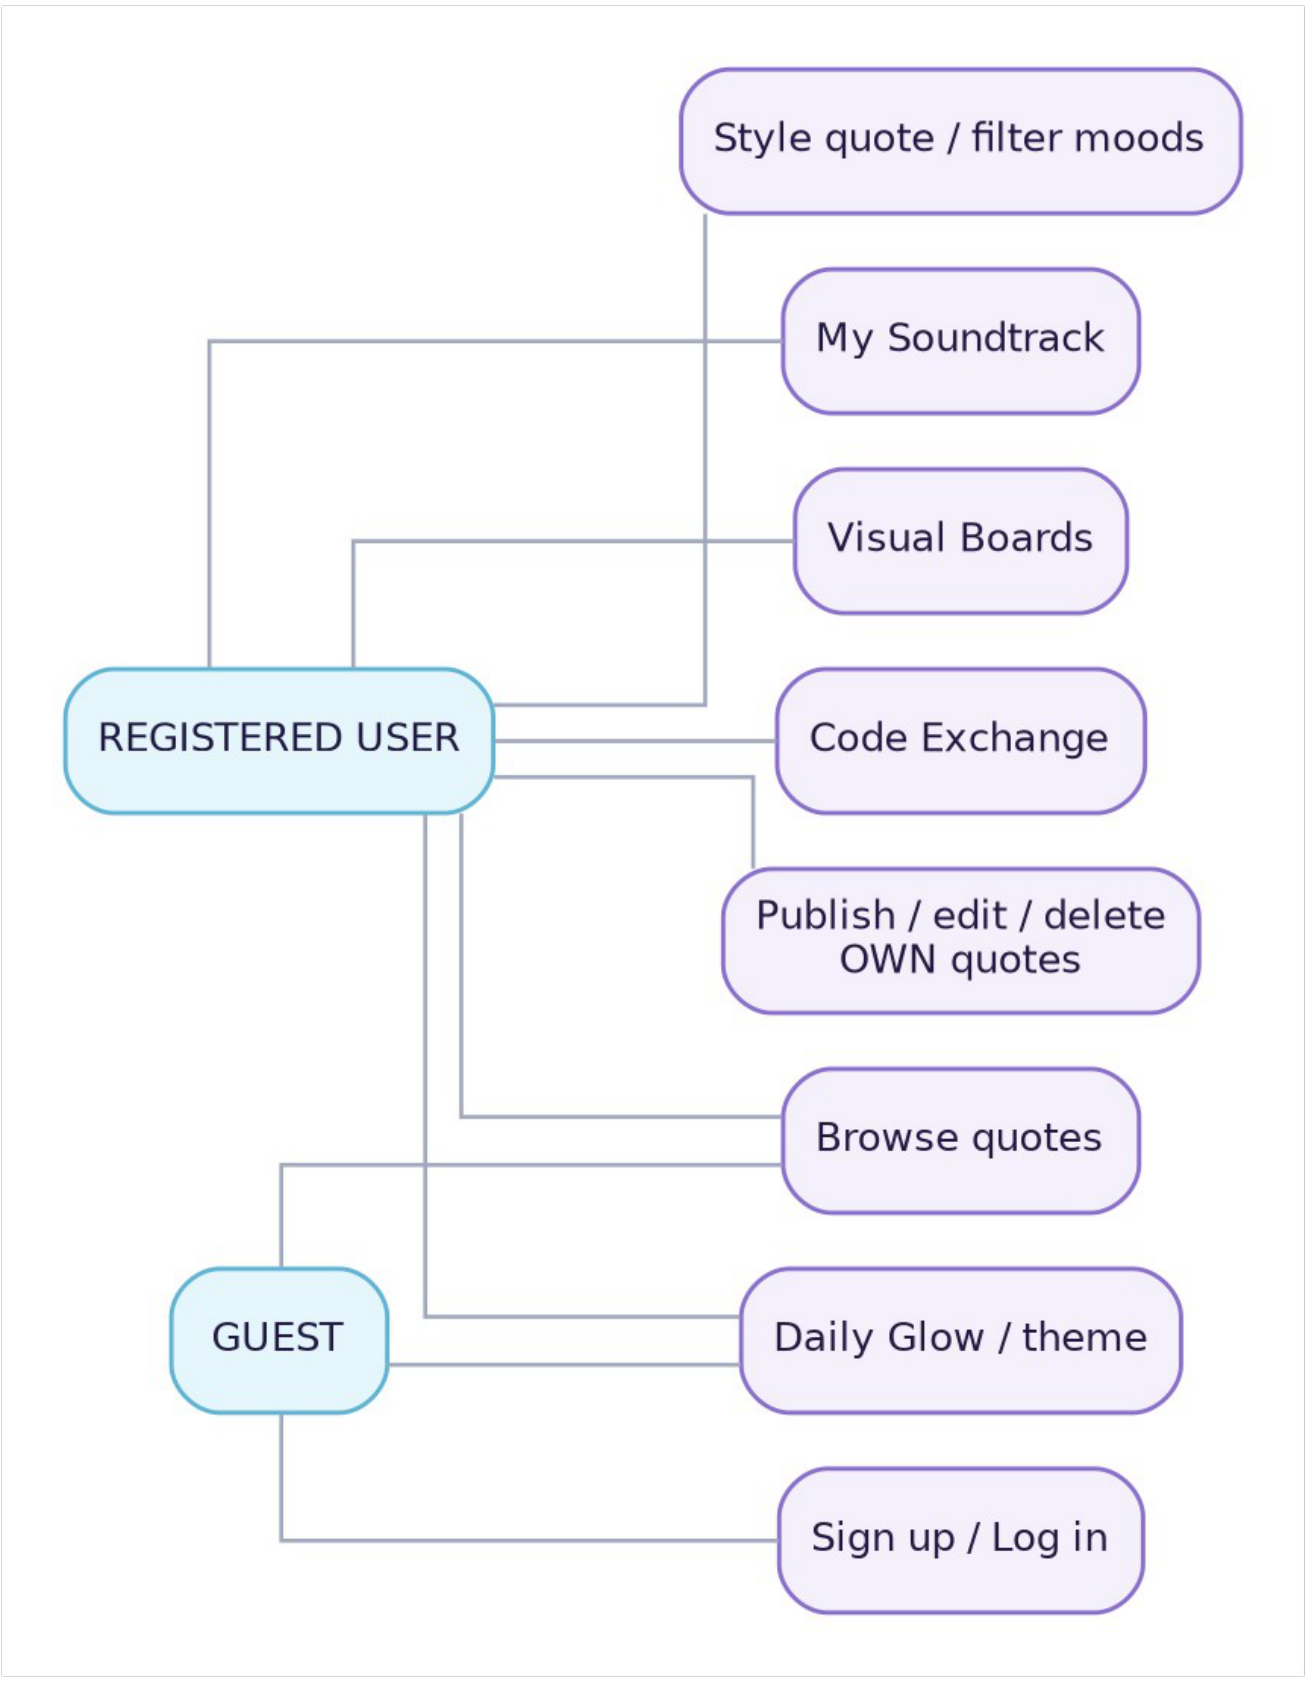 Style quote / filter moods
My Soundtrack
Visual Boards
REGISTERED USER
Code Exchange
Publish / edit / delete
OWN quotes
Browse quotes
GUEST
Daily Glow / theme
Sign up / Log in